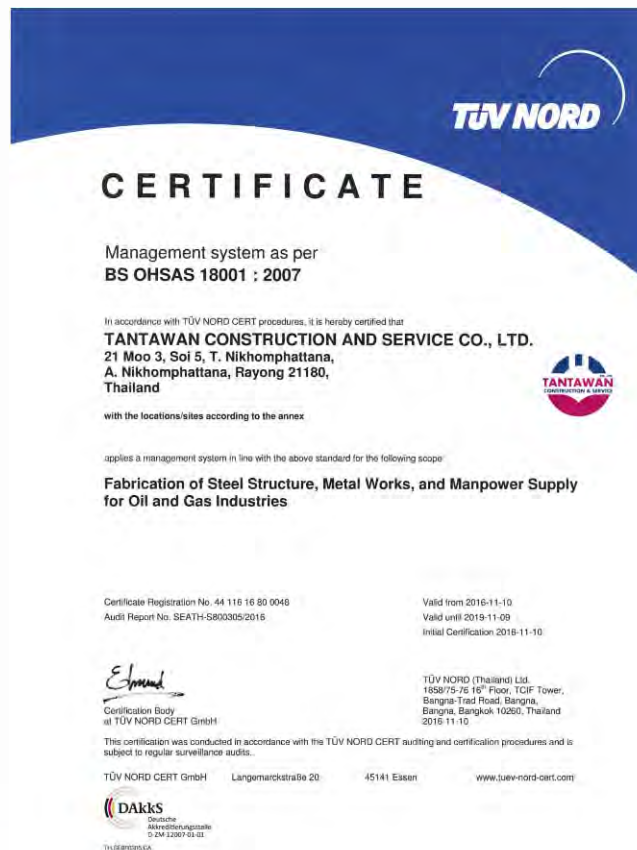 TÜV NORD
CERTIFICATE
Management system as per
BS OHSAS 18001 : 2007
In accordance with TÜV NORD CERT procedures, it is hereby certified that
TANTAWAN CONSTRUCTION AND SERVICE CO., LTD.
21 Moo 3, Soi 5, T. Nikhomphattana,
A. Nikhomphattana, Rayong 21180,
Thailand
TANTAWAN
CONSTRUCTION & SERVICE
with the locations/sites according to the annex
applies a management system in line with the above standard for the following scope
Fabrication of Steel Structure, Metal Works, and Manpower Supply
for Oil and Gas Industries
Certificate Registration No. 44 116 16 80 0048
Audit Report No. SEATH-S800305/2016
Valid from 2016-11-10
Valid until 2019-11-09
Initial Certification 2016-11-10
Certification Body
at TÜV NORD CERT GmbH
TÜV NORD (Thailand) Ltd.
1858/75-76 16th Floor, TCIF Tower,
Bangna-Trad Road, Bangna,
Bangna, Bangkok 10260, Thailand
2016-11-10
This certification was conducted in accordance with the TÜV NORD CERT auditing and certification procedures and is
subject to regular surveillance audits.
TÜV NORD CERT GmbH Langemarckstraße 20 45141 Essen www.tuev-nord-cert.com
DAkkS
Deutsche
Akkreditierungsstelle
D-ZM-12007-01-01